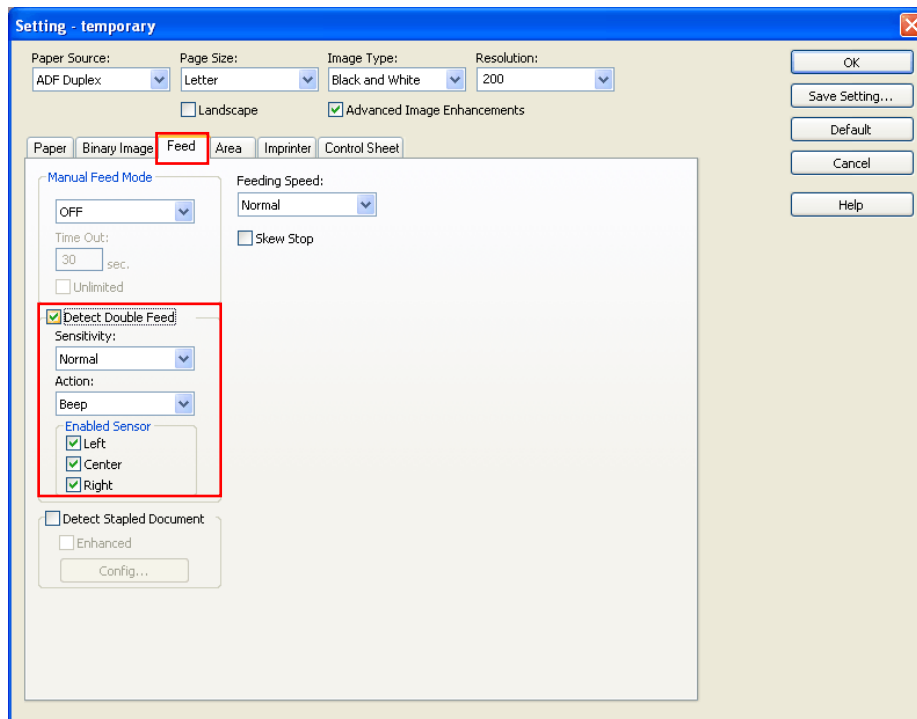 Setting - temporary
Paper Source: Page Size: Image Type: Resolution:
ADF Duplex Letter Black and White 200
Landscape Advanced Image Enhancements
OK
Save Setting...
Default
Cancel
Help
Paper Binary Image Feed Area Imprinter Control Sheet
Manual Feed Mode
OFF
Time Out:
30 sec.
Unlimited
Feeding Speed:
Normal
Skew Stop
Detect Double Feed
Sensitivity:
Normal
Action:
Beep
Enabled Sensor
Left
Center
Right
Detect Stapled Document
Enhanced
Config...